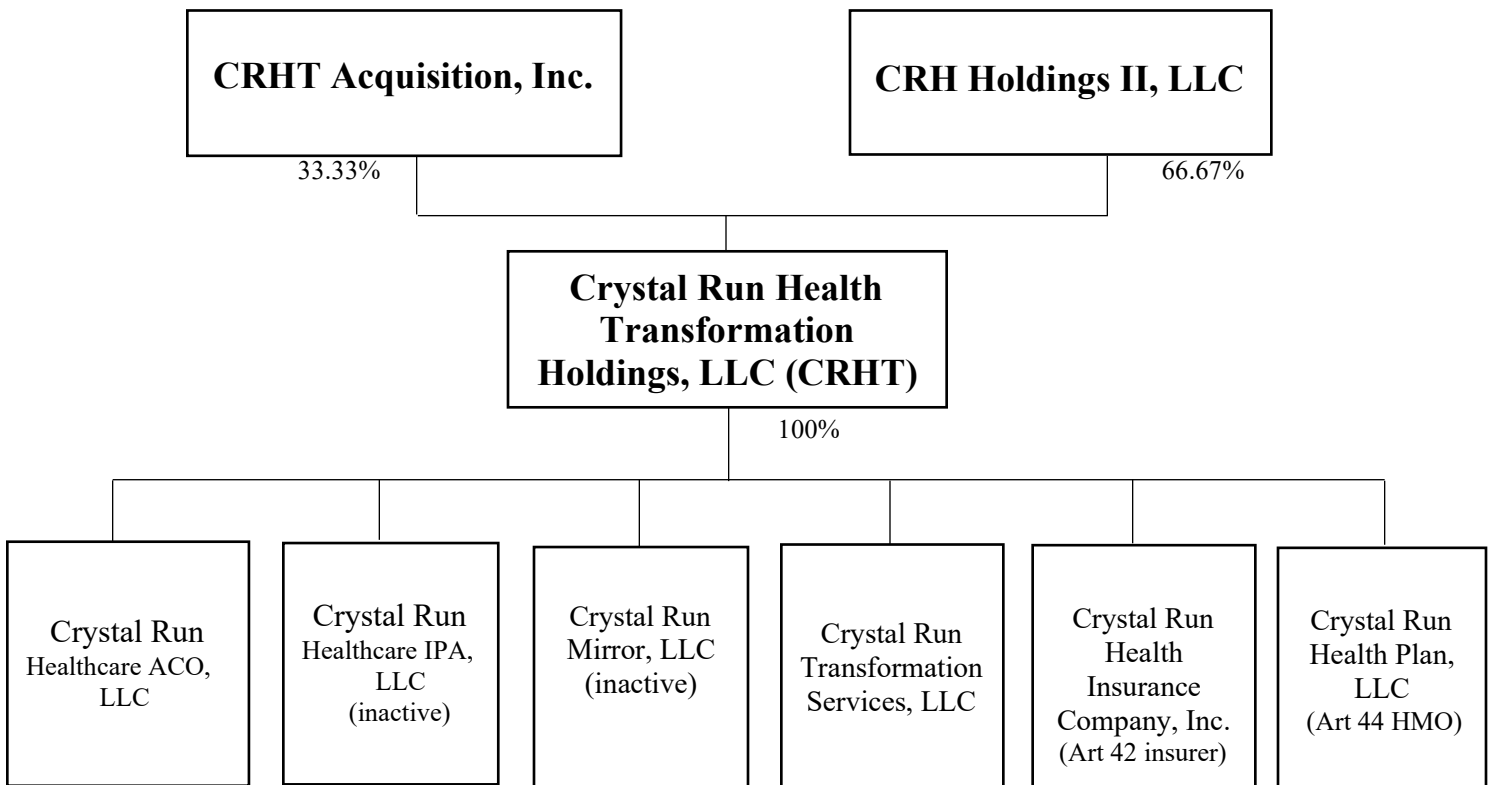 CRHT Acquisition, Inc.
CRH Holdings II, LLC
33.33%
66.67%
Crystal Run Health
Transformation
Holdings, LLC (CRHT)
100%
Crystal Run
Healthcare ACO,
LLC
Crystal Run
Healthcare IPA,
LLC
(inactive)
Crystal Run
Mirror, LLC
(inactive)
Crystal Run
Transformation
Services, LLC
Crystal Run
Health
Insurance
Company, Inc.
(Art 42 insurer)
Crystal Run
Health Plan,
LLC
(Art 44 HMO)